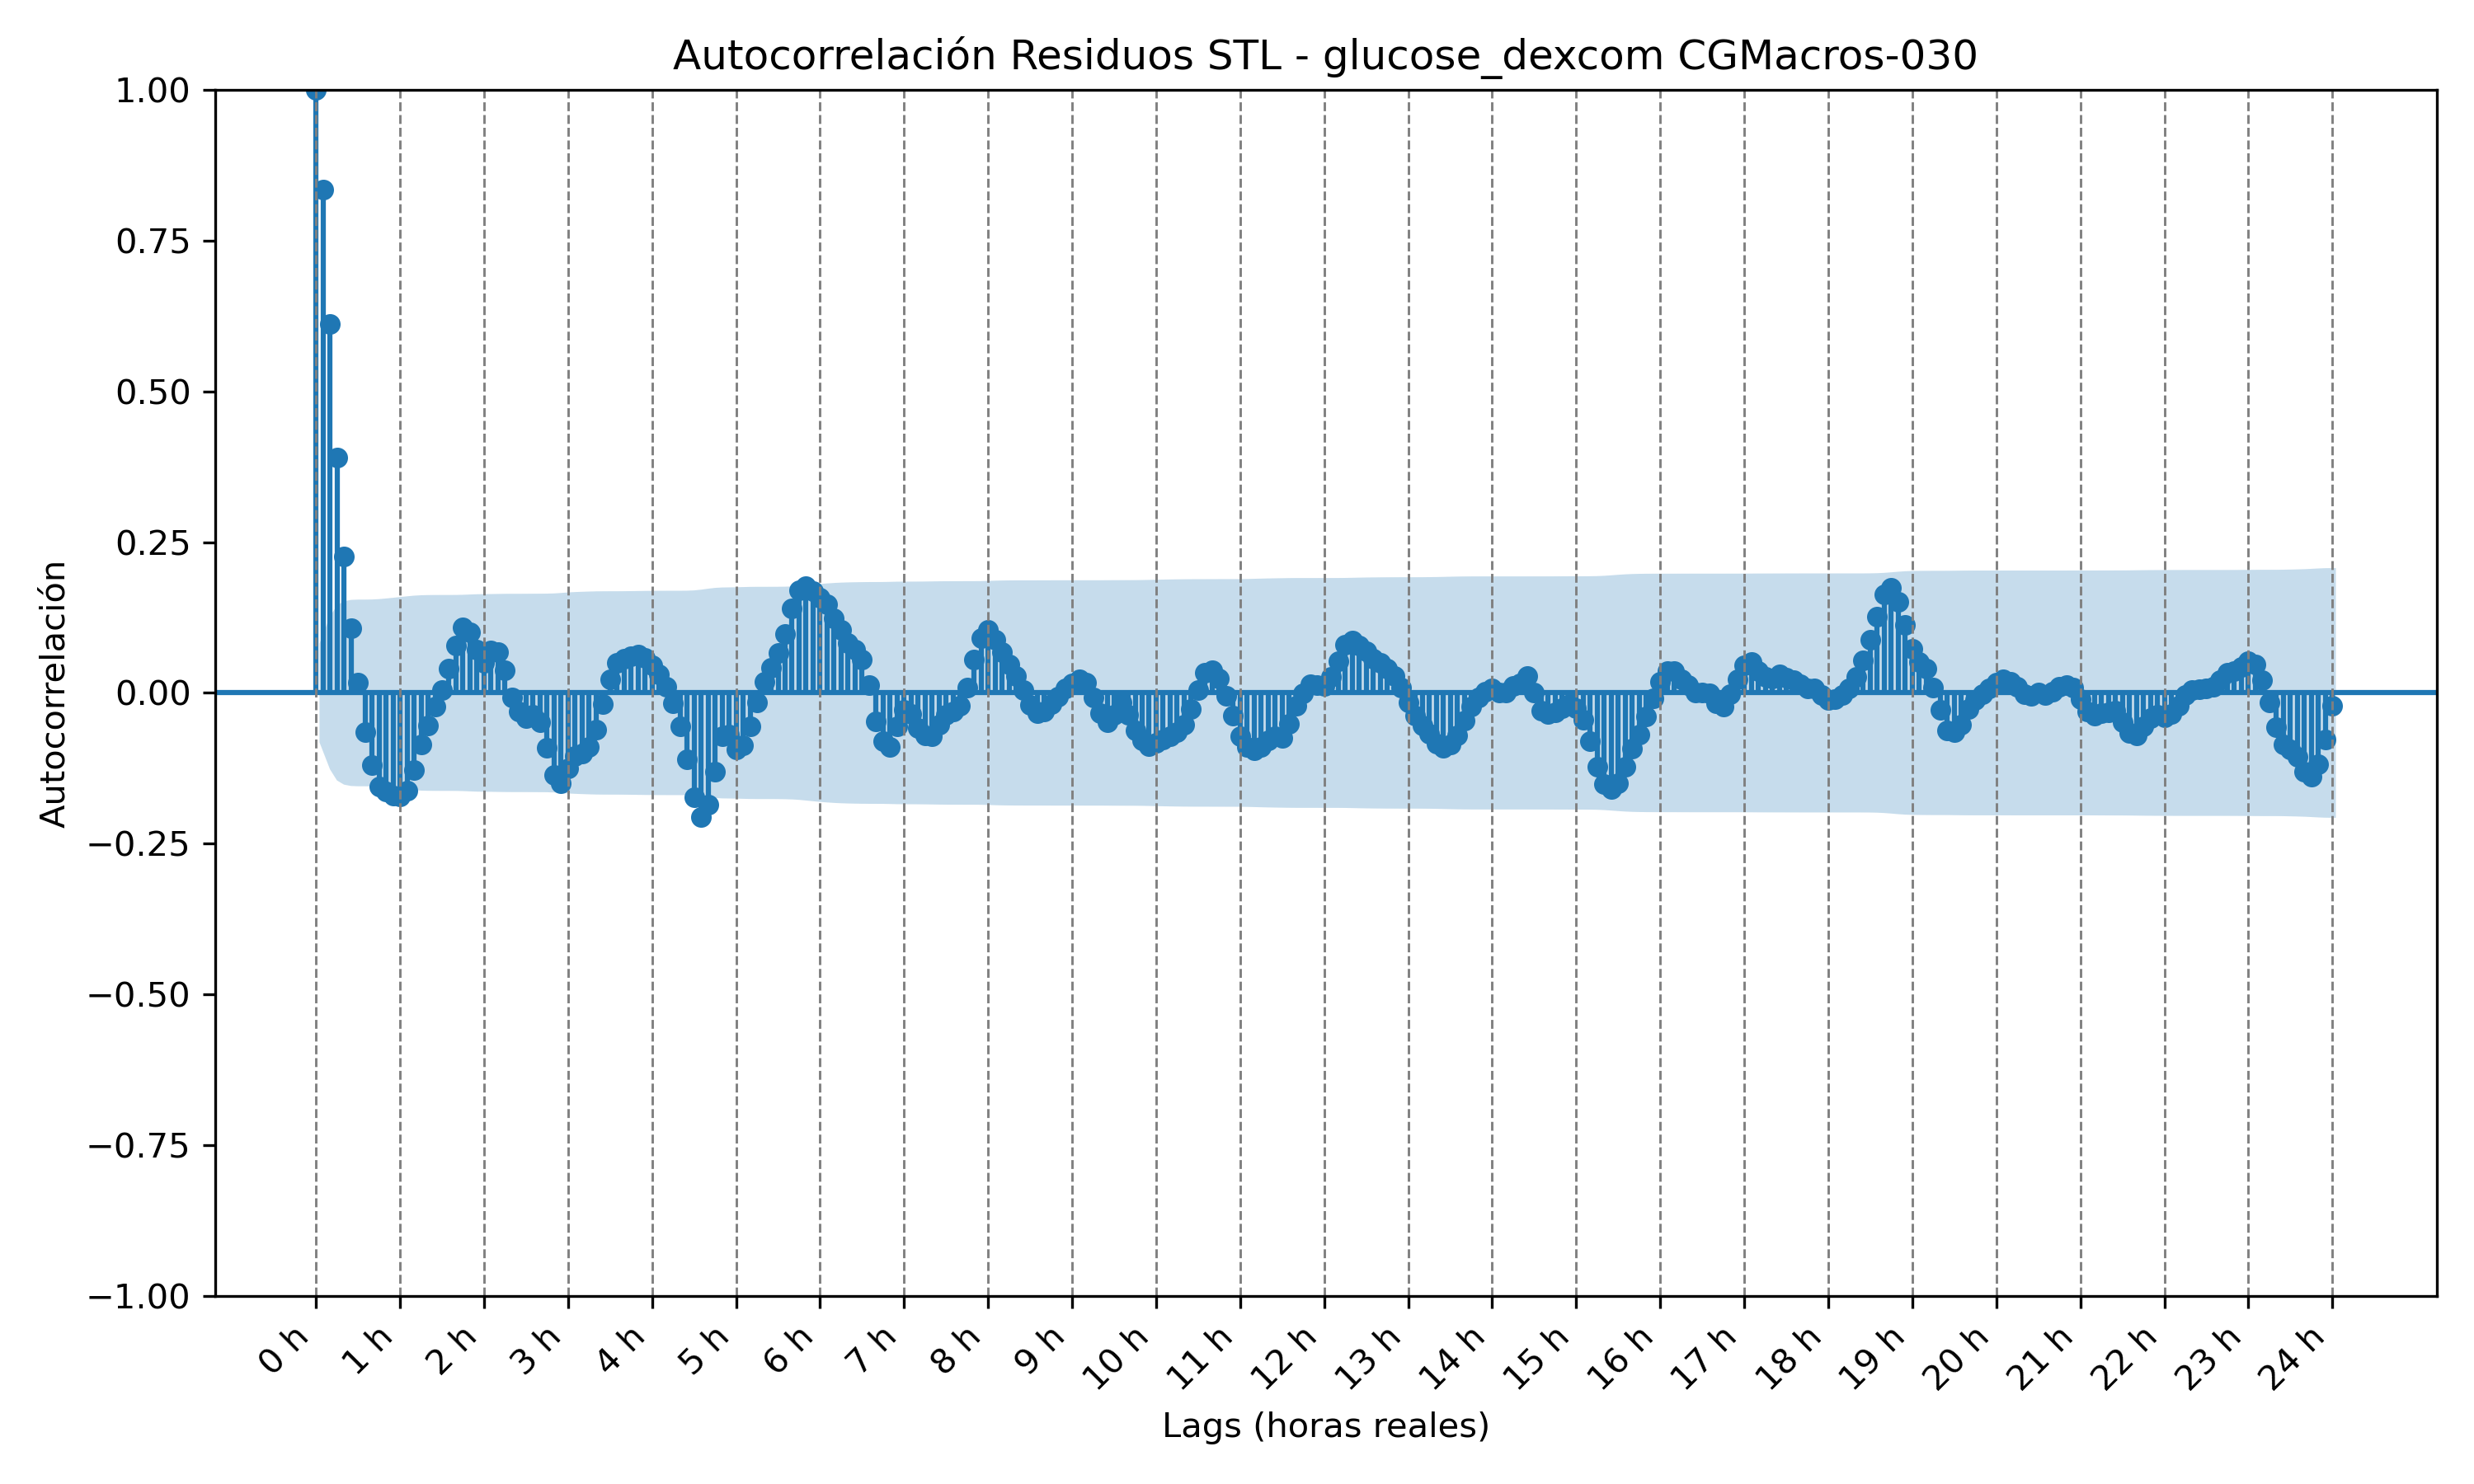 Autocorrelación Residuos STL - glucose_dexcom CGMacros-030
1.00
0.75
0.50
0.25
0.00
−0.25
−0.50
−0.75
−1.00
Autocorrelación
0 h
1 h
2 h
3 h
4 h
5 h
6 h
7 h
8 h
9 h
10 h
11 h
12 h
13 h
14 h
15 h
16 h
17 h
18 h
19 h
20 h
21 h
22 h
23 h
24 h
Lags (horas reales)